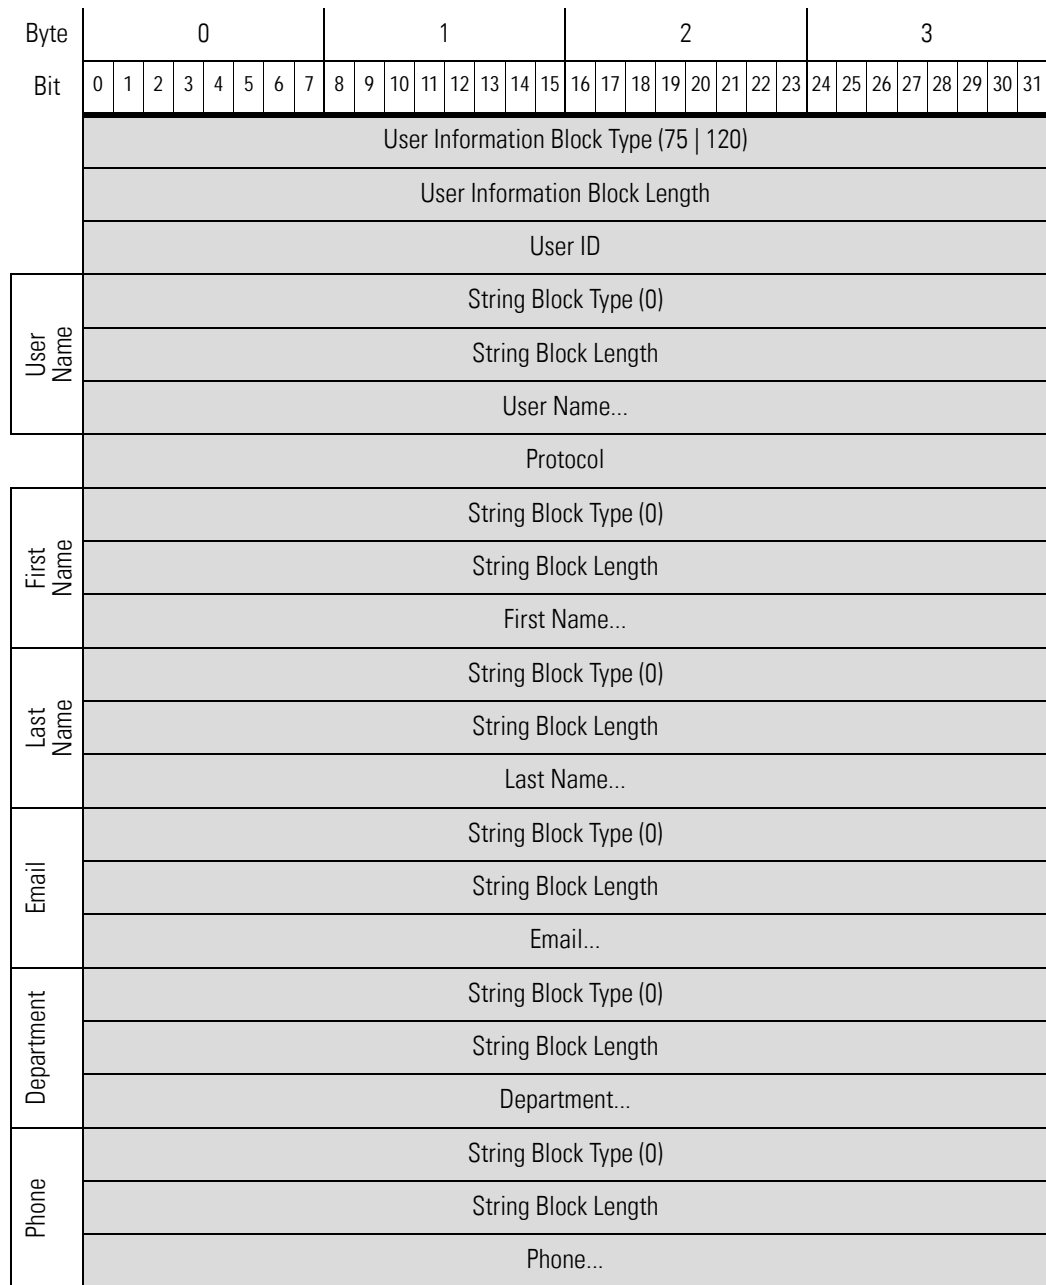 Byte 0 1 2 3
Bit 0 1 2 3 4 5 6 7 8 9 10 11 12 13 14 15 16 17 18 19 20 21 22 23 24 25 26 27 28 29 30 31
User Information Block Type (75 | 120)
User Information Block Length
User ID
User
Name
String Block Type (0)
String Block Length
User Name...
Protocol
First
Name
String Block Type (0)
String Block Length
First Name...
Last
Name
String Block Type (0)
String Block Length
Last Name...
Email
String Block Type (0)
String Block Length
Email...
Department
String Block Type (0)
String Block Length
Department...
Phone
String Block Type (0)
String Block Length
Phone...